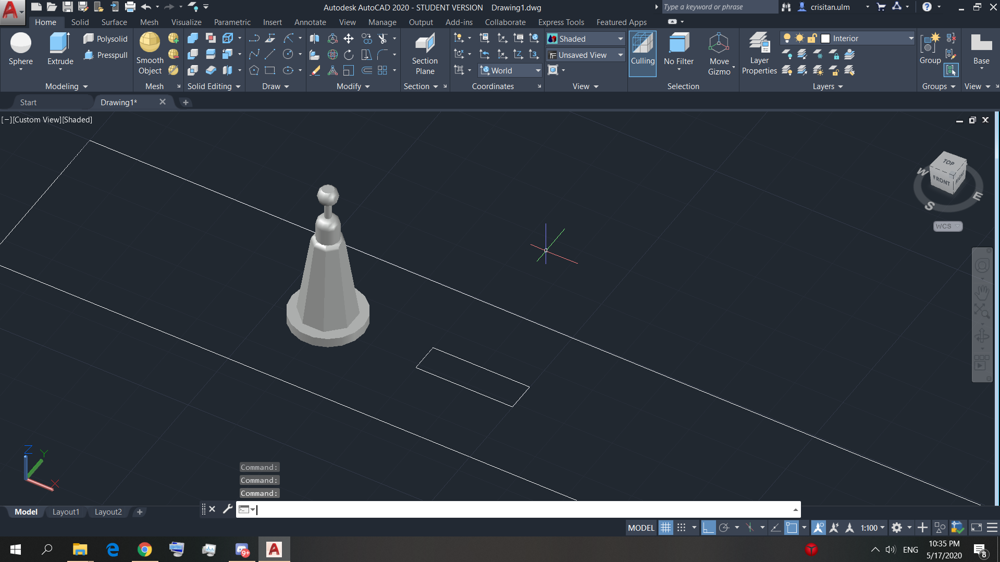 Autodesk AutoCAD 2020 - STUDENT VERSION Drawing1.dwg
Type a keyword or phrase
crisitan.ulm
Home Solid Surface Mesh Visualize Parametric Insert Annotate View Manage Output Add-ins Collaborate Express Tools Featured Apps
Sphere
Extrude
Polysolid
Presspull
Smooth
Object
Section
Plane
World
Shaded
Unsaved View
Culling
No Filter
Move
Gizmo
Layer
Properties
Interior
Group
Base
Modeling Mesh Solid Editing Draw Modify Section Coordinates View Selection Layers Groups View
Start Drawing1*
[−][Custom View][Shaded]
TOP
FRONT
RIGHT
W
S
E
WCS
Z
Y
X
Command:
Command:
Command:
Model Layout1 Layout2
MODEL 1:100
9+
ENG
10:35 PM
5/17/2020
8